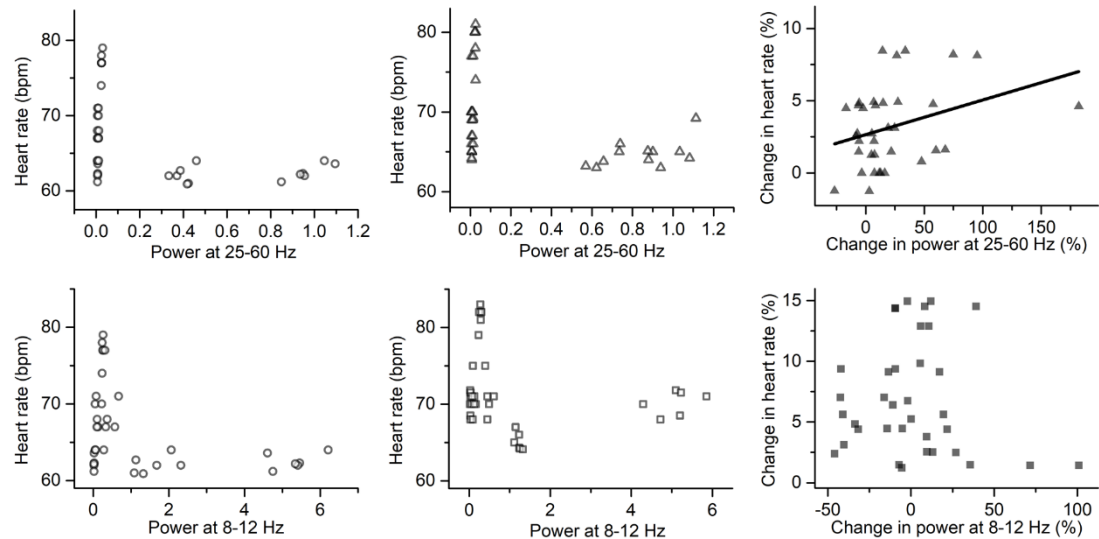 Heart rate (bpm)
80
70
60
0.0 0.2 0.4 0.6 0.8 1.0 1.2
Power at 25-60 Hz
Heart rate (bpm)
80
70
60
0.0 0.2 0.4 0.6 0.8 1.0 1.2
Power at 25-60 Hz
Change in heart rate (%)
10
5
0
0 50 100 150
Change in power at 25-60 Hz (%)
Heart rate (bpm)
80
70
60
0 2 4 6
Power at 8-12 Hz
Heart rate (bpm)
80
70
60
0 2 4 6
Power at 8-12 Hz
Change in heart rate (%)
15
10
5
0
-50 0 50 100
Change in power at 8-12 Hz (%)